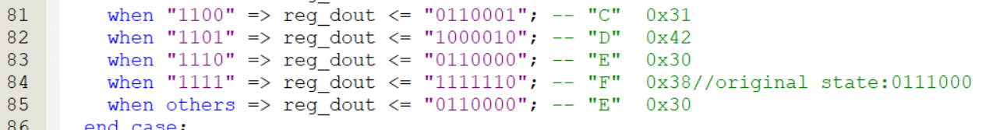 81 when "1100" => reg_dout <= "0110001"; -- "C" 0x31
82 when "1101" => reg_dout <= "1000010"; -- "D" 0x42
83 when "1110" => reg_dout <= "0110000"; -- "E" 0x30
84 when "1111" => reg_dout <= "1111110"; -- "F" 0x38//original state:0111000
85 when others => reg_dout <= "0110000"; -- "E" 0x30
86 end case;